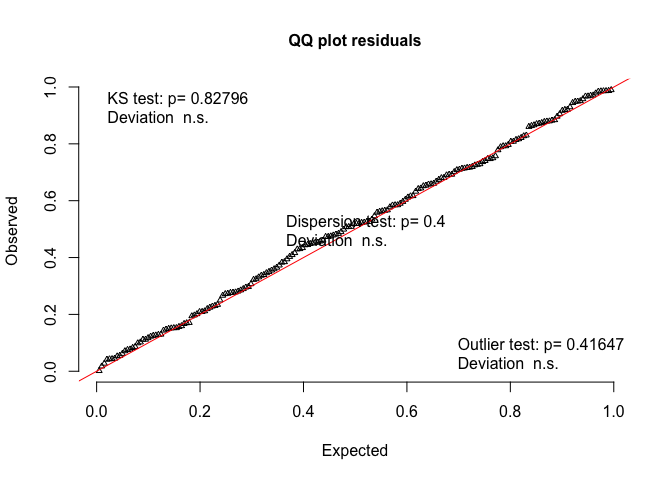 QQ plot residuals
KS test: p= 0.82796
Deviation n.s.
Dispersion test: p= 0.4
Deviation n.s.
Outlier test: p= 0.41647
Deviation n.s.
Observed
1.0
0.8
0.6
0.4
0.2
0.0
0.0 0.2 0.4 0.6 0.8 1.0
Expected